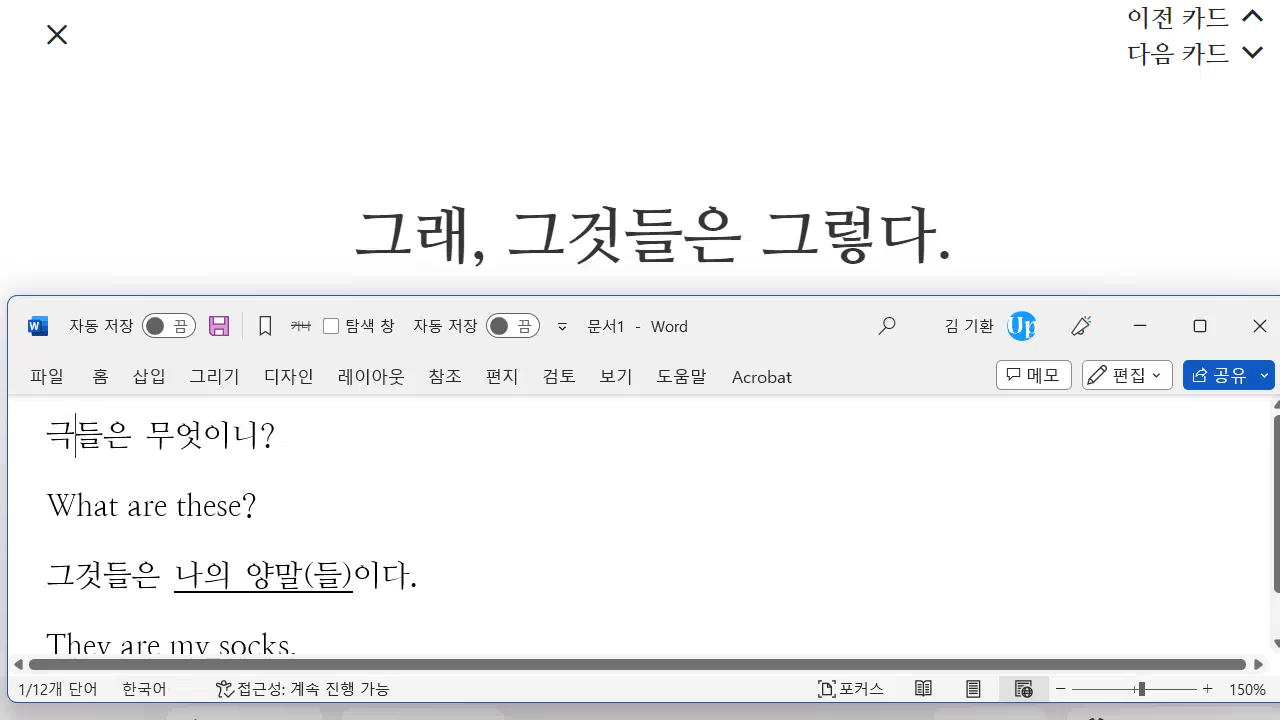 이전 카드
다음 카드
그래, 그것들은 그렇다.
자동 저장 끔 가나 탐색 창 자동 저장 끔 문서1 - Word 김 기환 Up
파일 홈 삽입 그리기 디자인 레이아웃 참조 편지 검토 보기 도움말 Acrobat 메모 편집 공유
극들은 무엇이니?
What are these?
그것들은 나의 양말(들)이다.
They are my socks.
1/12개 단어 한국어 접근성: 계속 진행 가능 포커스 150%